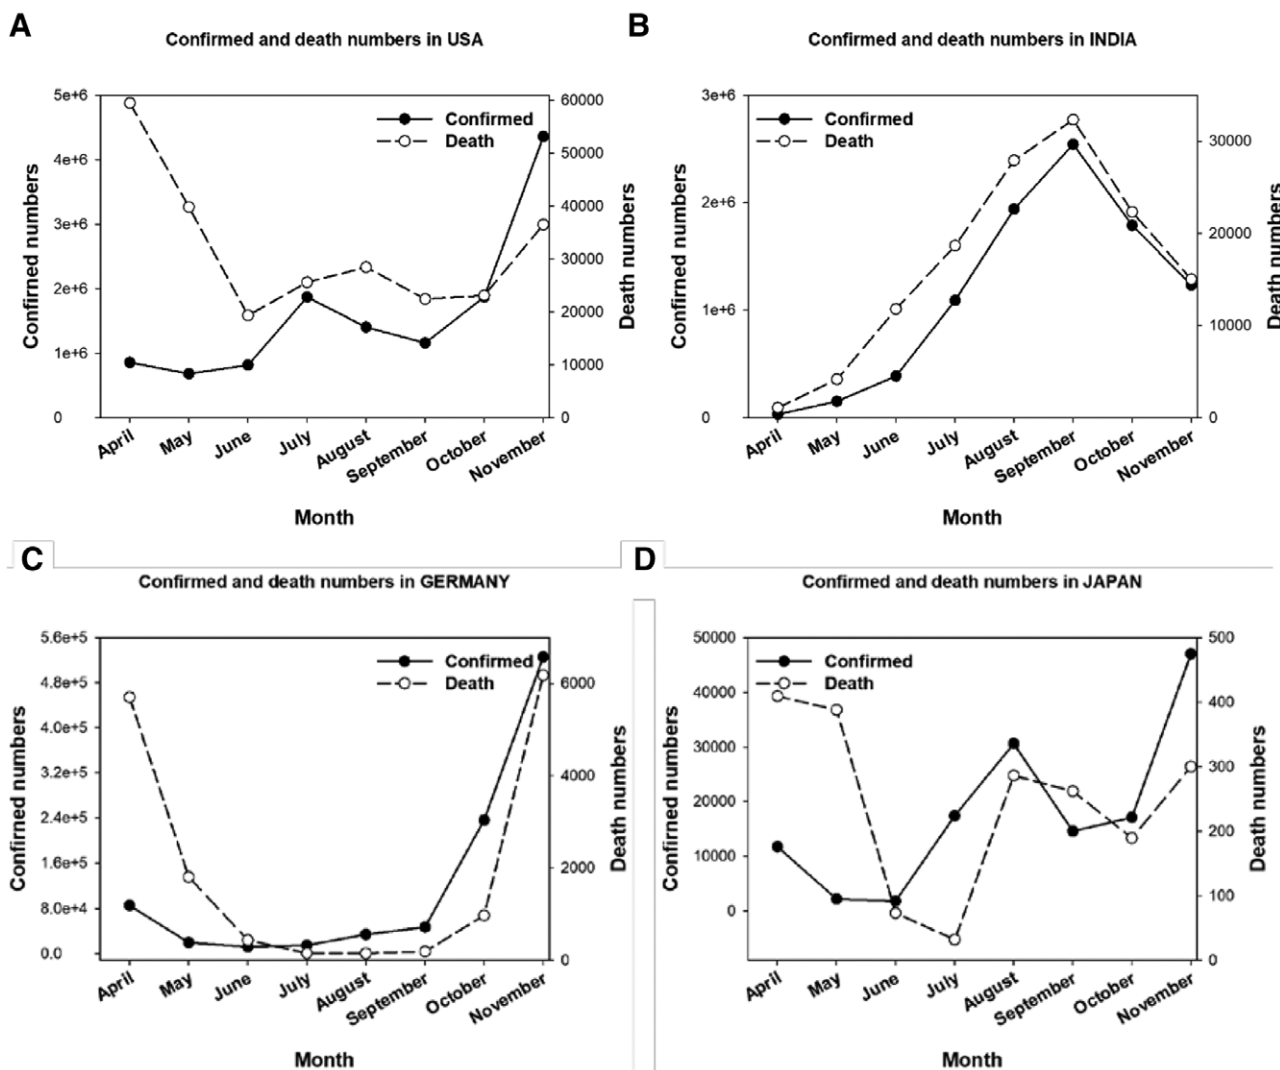 A
Confirmed and death numbers in USA
Confirmed
Death
Confirmed numbers
5e+6
4e+6
3e+6
2e+6
1e+6
0
60000
50000
40000
30000
20000
10000
0
Death numbers
April
May
June
July
August
September
October
November
Month
B
Confirmed and death numbers in INDIA
Confirmed
Death
Confirmed numbers
3e+6
2e+6
1e+6
0
30000
20000
10000
0
Death numbers
April
May
June
July
August
September
October
November
Month
C
Confirmed and death numbers in GERMANY
Confirmed
Death
Confirmed numbers
5.6e+5
4.8e+5
4.0e+5
3.2e+5
2.4e+5
1.6e+5
8.0e+4
0.0
6000
4000
2000
0
Death numbers
April
May
June
July
August
September
October
November
Month
D
Confirmed and death numbers in JAPAN
Confirmed
Death
Confirmed numbers
50000
40000
30000
20000
10000
0
500
400
300
200
100
0
Death numbers
April
May
June
July
August
September
October
November
Month